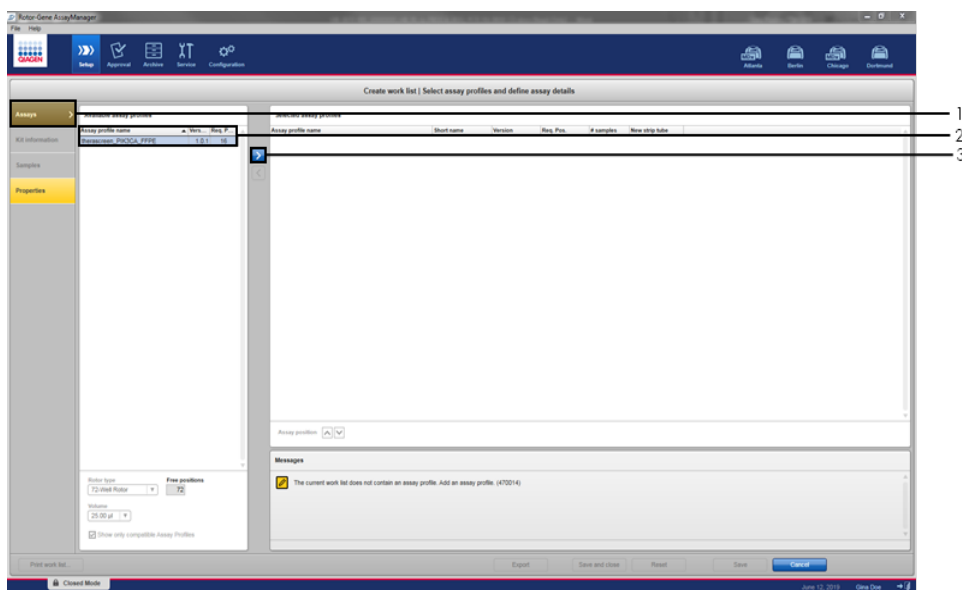 Rotor-Gene AssayManager
File Help
QIAGEN
Setup Approval Archive Service Configuration
Atlanta Berlin Chicago Dortmund
Create work list | Select assay profiles and define assay details
Assays
Available assay profiles
Selected assay profiles
1
Assay profile name Vers... Req. P...
Assay profile name Short name Version Req. Pos. # samples New strip tube
2
therascreen_PIK3CA_FFPE 1.0.1 16
Kit information
3
Samples
Properties
Assay position
Messages
The current work list does not contain an assay profile. Add an assay profile. (470014)
Rotor type Free positions
72-Well Rotor 72
Volume
25.00 µl
Show only compatible Assay Profiles
Print work list... Export Save and close Reset Save Cancel
Closed Mode June 12, 2019 Gina Doe